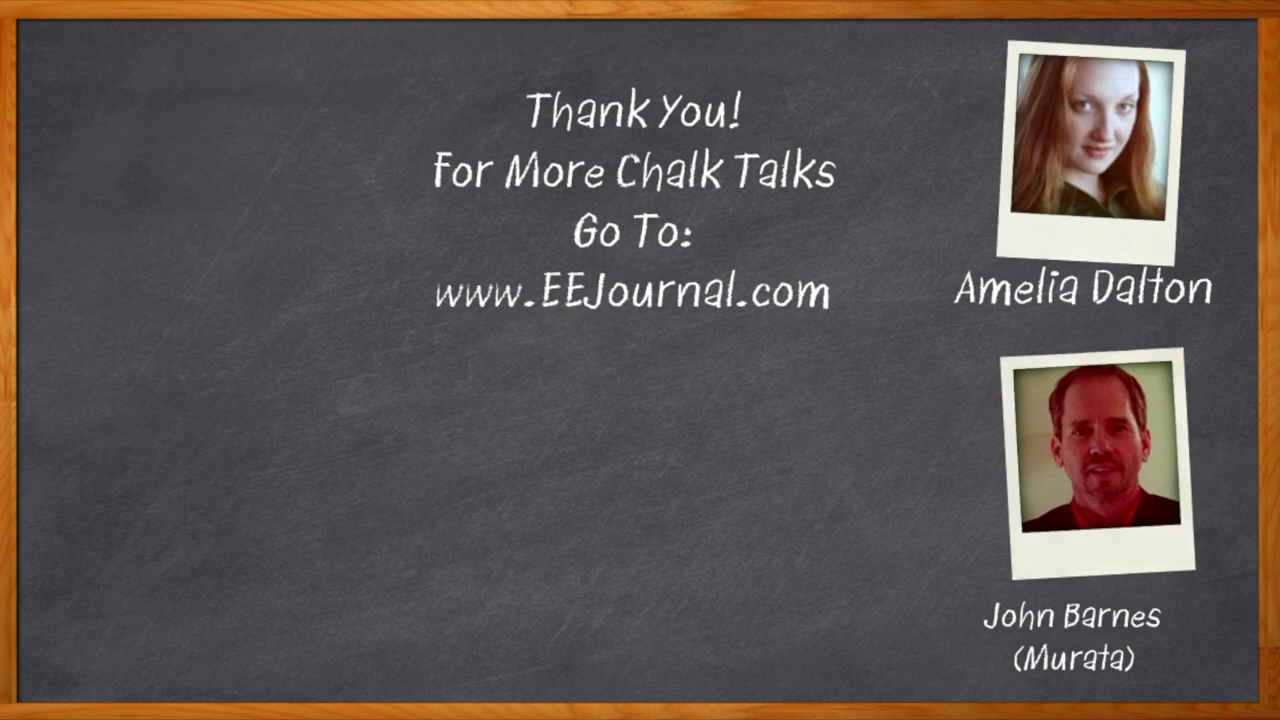 Thank You!
For More Chalk Talks
Go To:
www.EEJournal.com
Amelia Dalton
John Barnes
(Murata)